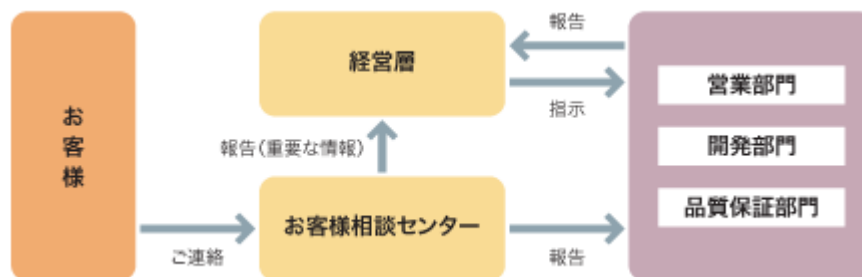 お客様
経営層
報告
指示
営業部門
開発部門
品質保証部門
報告(重要な情報)
お客様相談センター
ご連絡
報告